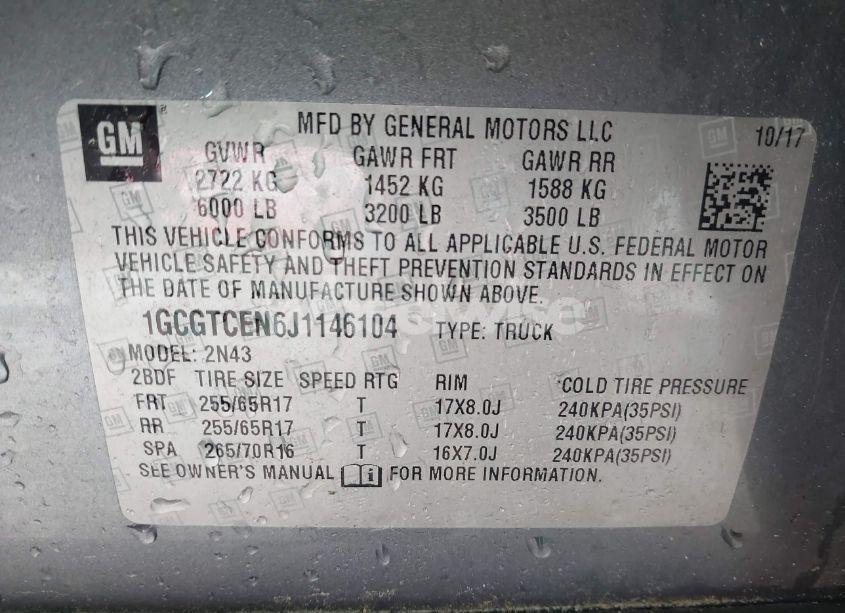 GM
MFD BY GENERAL MOTORS LLC 10/17
GVWR GAWR FRT GAWR RR
2722 KG 1452 KG 1588 KG
6000 LB 3200 LB 3500 LB
THIS VEHICLE CONFORMS TO ALL APPLICABLE U.S. FEDERAL MOTOR
VEHICLE SAFETY AND THEFT PREVENTION STANDARDS IN EFFECT ON
THE DATE OF MANUFACTURE SHOWN ABOVE.
1GCGTCEN6J1146104 TYPE: TRUCK
MODEL: 2N43
2BDF TIRE SIZE SPEED RTG RIM COLD TIRE PRESSURE
FRT 255/65R17 T 17X8.0J 240KPA(35PSI)
RR 255/65R17 T 17X8.0J 240KPA(35PSI)
SPA 265/70R16 T 16X7.0J 240KPA(35PSI)
SEE OWNER'S MANUAL i FOR MORE INFORMATION.